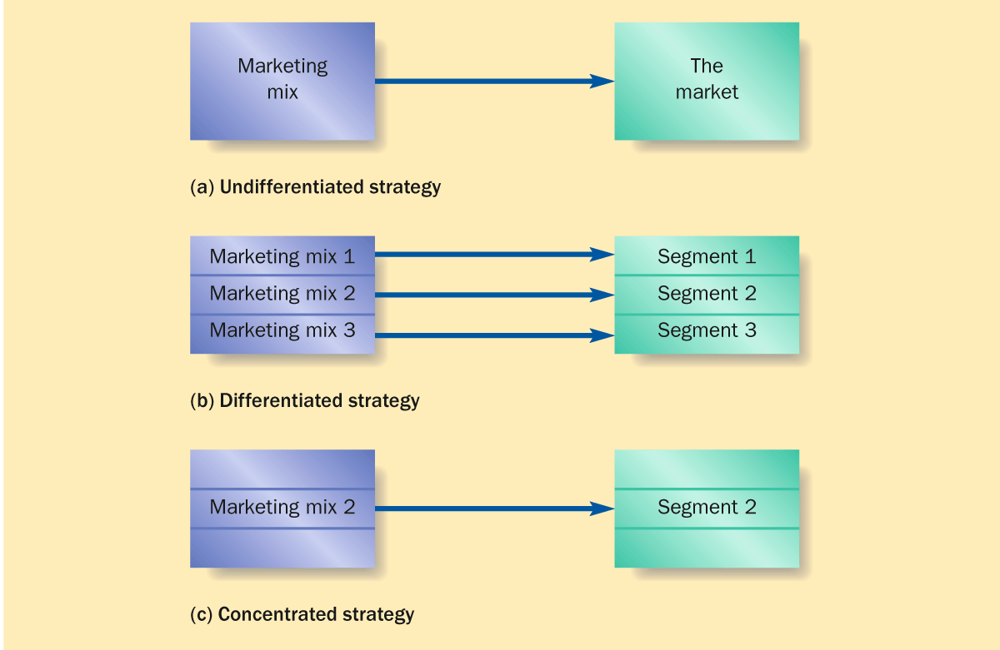 Marketing
mix
The
market
(a) Undifferentiated strategy
Marketing mix 1
Segment 1
Marketing mix 2
Segment 2
Marketing mix 3
Segment 3
(b) Differentiated strategy
Marketing mix 2
Segment 2
(c) Concentrated strategy